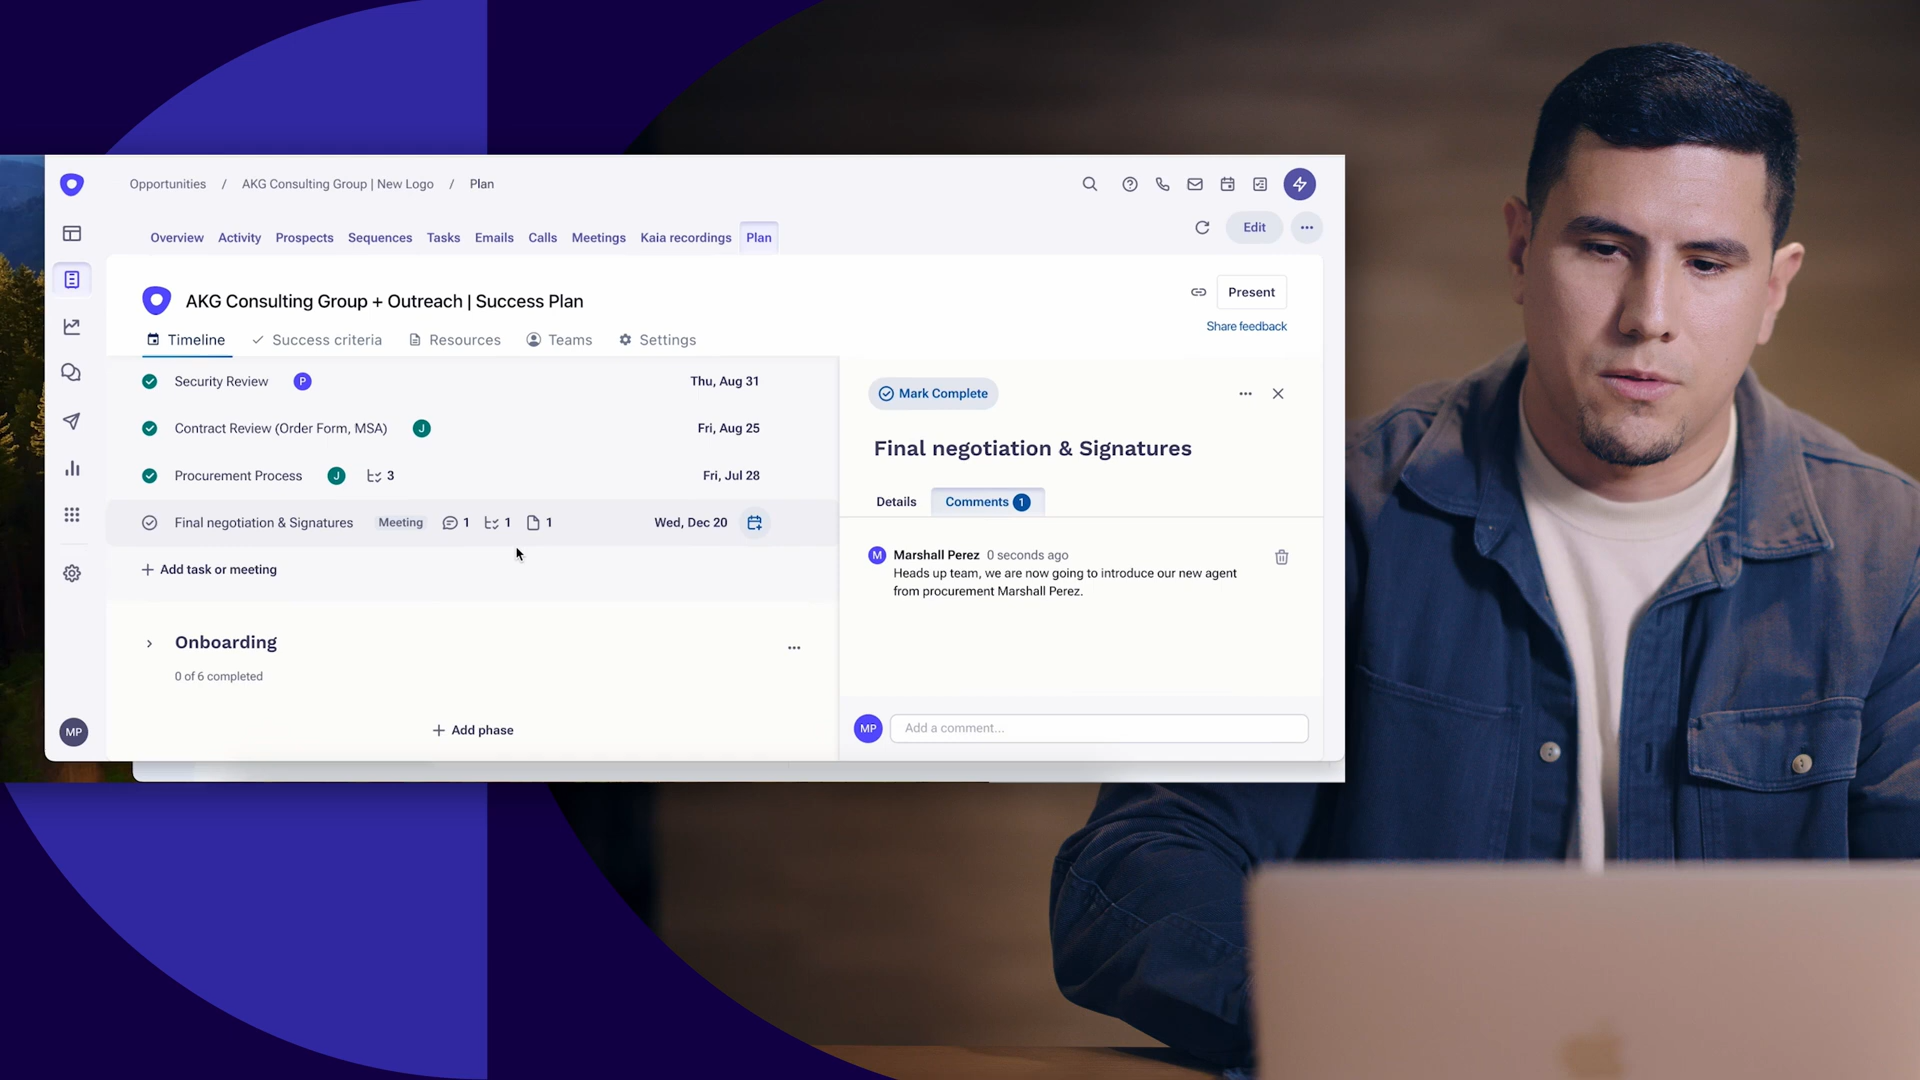 Opportunities / AKG Consulting Group | New Logo / Plan
Overview Activity Prospects Sequences Tasks Emails Calls Meetings Kaia recordings Plan
Edit
AKG Consulting Group + Outreach | Success Plan
Present
Share feedback
Timeline Success criteria Resources Teams Settings
Security Review P Thu, Aug 31
Contract Review (Order Form, MSA) J Fri, Aug 25
Procurement Process J 3 Fri, Jul 28
Final negotiation & Signatures Meeting 1 1 1 Wed, Dec 20
+ Add task or meeting
Onboarding
0 of 6 completed
+ Add phase
MP
Mark Complete
Final negotiation & Signatures
Details Comments 1
M Marshall Perez 0 seconds ago
Heads up team, we are now going to introduce our new agent
from procurement Marshall Perez.
MP Add a comment...